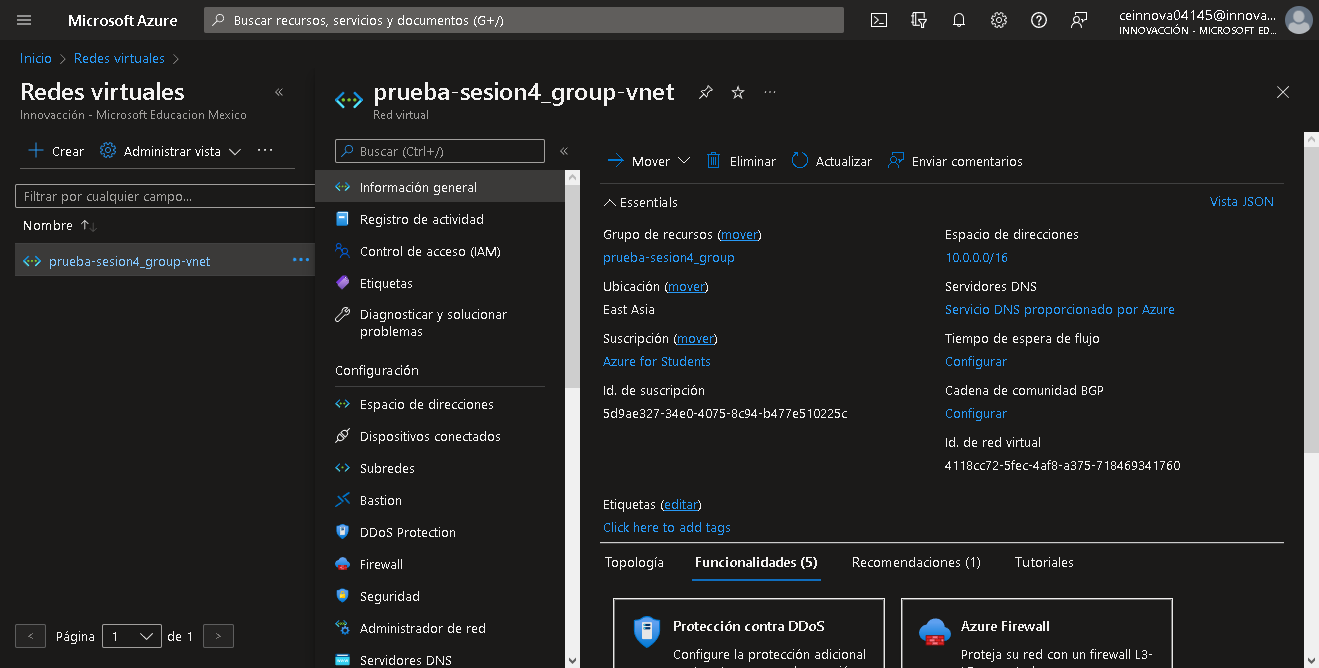 Microsoft Azure
Buscar recursos, servicios y documentos (G+/)
ceinnova04145@innova...
INNOVACCIÓN - MICROSOFT ED...
Inicio > Redes virtuales >
Redes virtuales «
Innovacción - Microsoft Educacion Mexico
Crear
Administrar vista
...
Filtrar por cualquier campo...
Nombre ↑↓
prueba-sesion4_group-vnet ...
< Página 1 de 1 >
prueba-sesion4_group-vnet ...
Red virtual
Buscar (Ctrl+/) «
Información general
Registro de actividad
Control de acceso (IAM)
Etiquetas
Diagnosticar y solucionar
problemas
Configuración
Espacio de direcciones
Dispositivos conectados
Subredes
Bastion
DDoS Protection
Firewall
Seguridad
Administrador de red
Servidores DNS
Mover
Eliminar
Actualizar
Enviar comentarios
Essentials
Vista JSON
Grupo de recursos (mover)
prueba-sesion4_group
Ubicación (mover)
East Asia
Suscripción (mover)
Azure for Students
Id. de suscripción
5d9ae327-34e0-4075-8c94-b477e510225c
Espacio de direcciones
10.0.0.0/16
Servidores DNS
Servicio DNS proporcionado por Azure
Tiempo de espera de flujo
Configurar
Cadena de comunidad BGP
Configurar
Id. de red virtual
4118cc72-5fec-4af8-a375-718469341760
Etiquetas (editar)
Click here to add tags
Topología
Funcionalidades (5)
Recomendaciones (1)
Tutoriales
Protección contra DDoS
Configure la protección adicional
Azure Firewall
Proteja su red con un firewall L3-